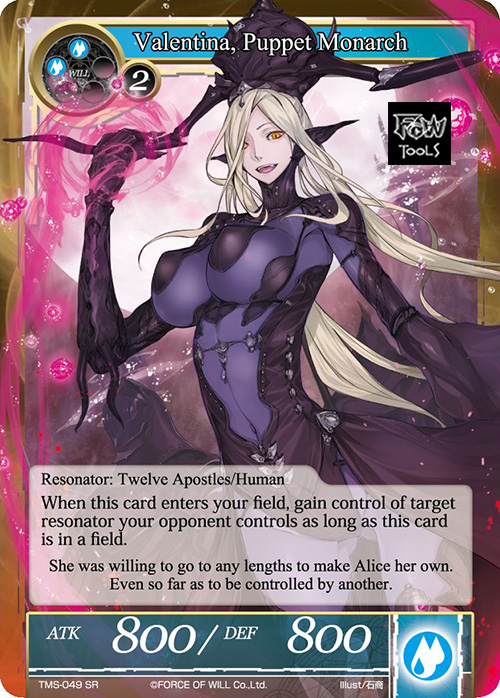 Valentina, Puppet Monarch
WILL
2
FOW
TOOLS
Resonator: Twelve Apostles/Human
When this card enters your field, gain control of target
resonator your opponent controls as long as this card
is in a field.
She was willing to go to any lengths to make Alice her own.
Even so far as to be controlled by another.
ATK 800 / DEF 800
TMS-049 SR ©FORCE OF WILL Co.,Ltd. Illust/石商